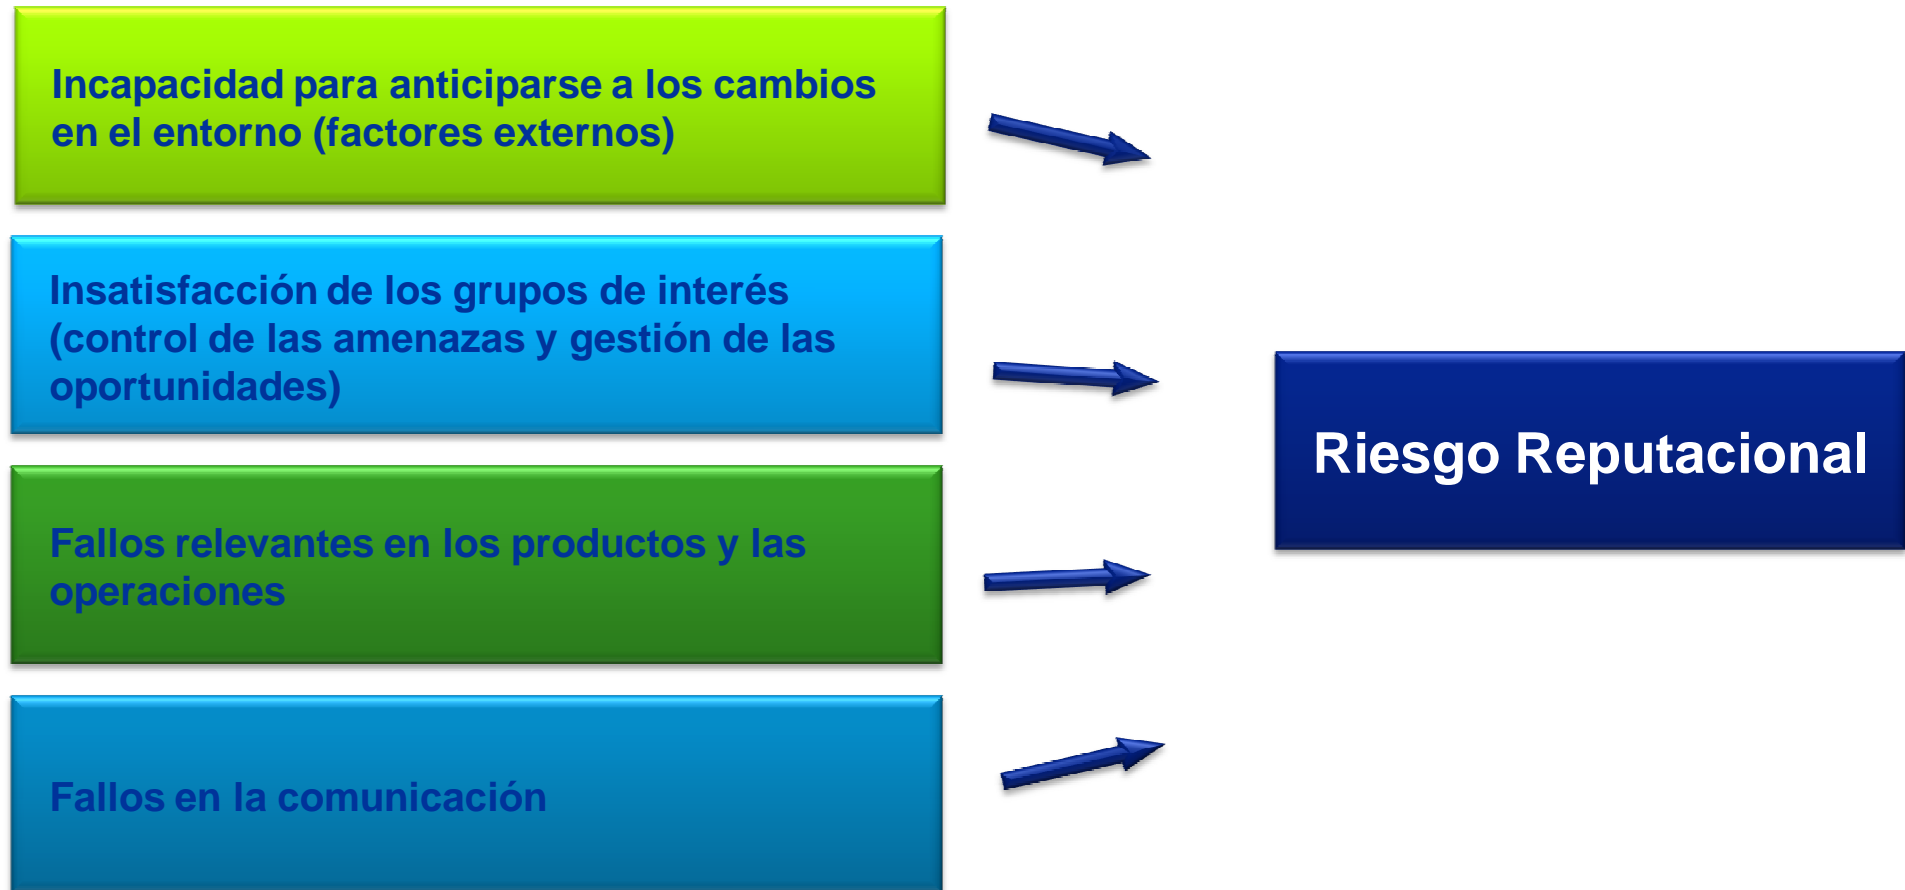 Incapacidad para anticiparse a los cambios
en el entorno (factores externos)
Insatisfacción de los grupos de interés
(control de las amenazas y gestión de las
oportunidades)
Fallos relevantes en los productos y las
operaciones
Fallos en la comunicación
Riesgo Reputacional